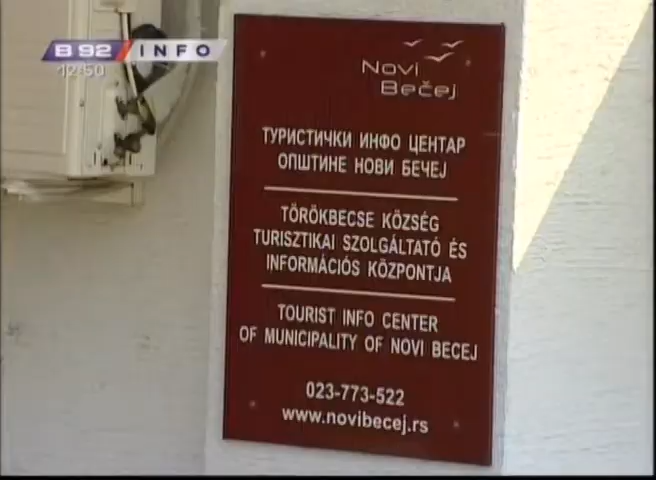 B92 INFO
12:50
Novi
Bečej
ТУРИСТИЧКИ ИНФО ЦЕНТАР
ОПШТИНЕ НОВИ БЕЧЕЈ
TÖRÖKBECSE KÖZSÉG
TURISZTIKAI SZOLGÁLTATÓ ÉS
INFORMÁCIÓS KÖZPONTJA
TOURIST INFO CENTER
OF MUNICIPALITY OF NOVI BECEJ
023-773-522
www.novibecej.rs